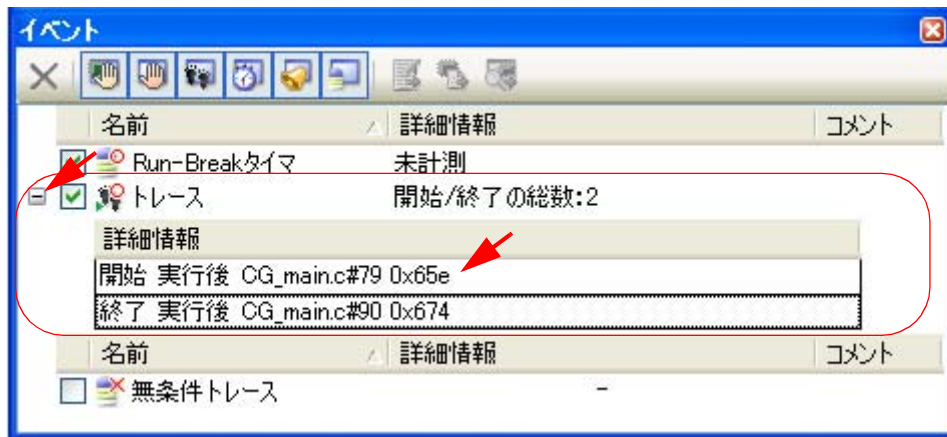 イベント
名前 詳細情報 コメント
Run-Breakタイマ 未計測
トレース 開始/終了の総数:2
詳細情報
開始 実行後 CG_main.c#79 0x65e
終了 実行後 CG_main.c#90 0x674
名前 詳細情報 コメント
無条件トレース -